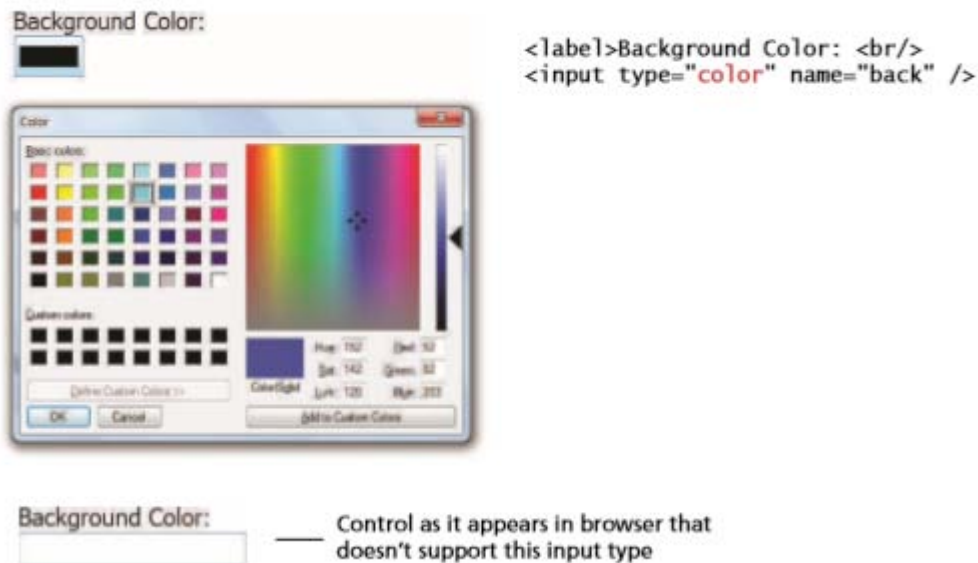 Background Color:
<label>Background Color: <br/>
<input type="color" name="back" />
Color
Basic colors:
Custom colors:
Define Custom Colors >>
OK
Cancel
Color|Solid
Hue: 152
Sat: 142
Lum: 120
Red: 52
Green: 82
Blue:
Add to Custom Colors
Background Color:
Control as it appears in browser that
doesn't support this input type